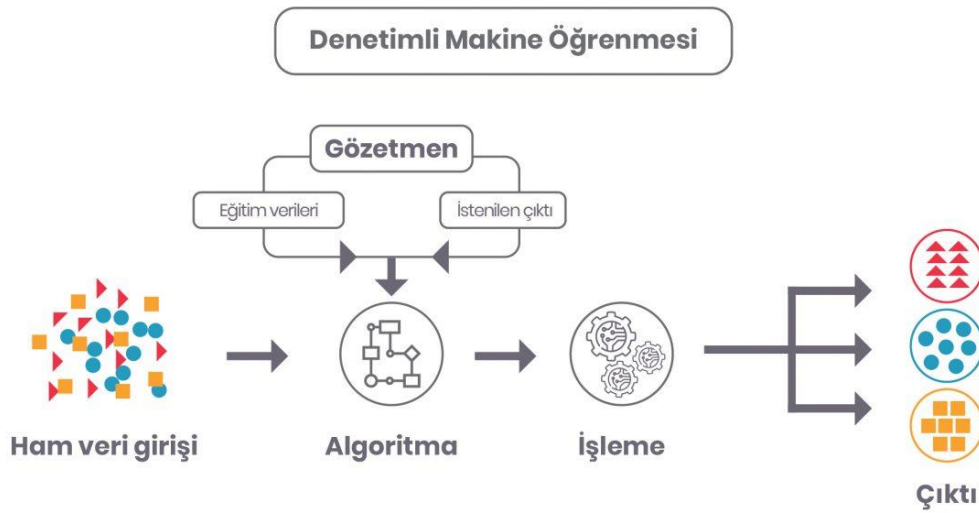 Denetimli Makine Öğrenmesi
Gözetmen
Eğitim verileri
İstenilen çıktı
Ham veri girişi
Algoritma
İşleme
Çıktı